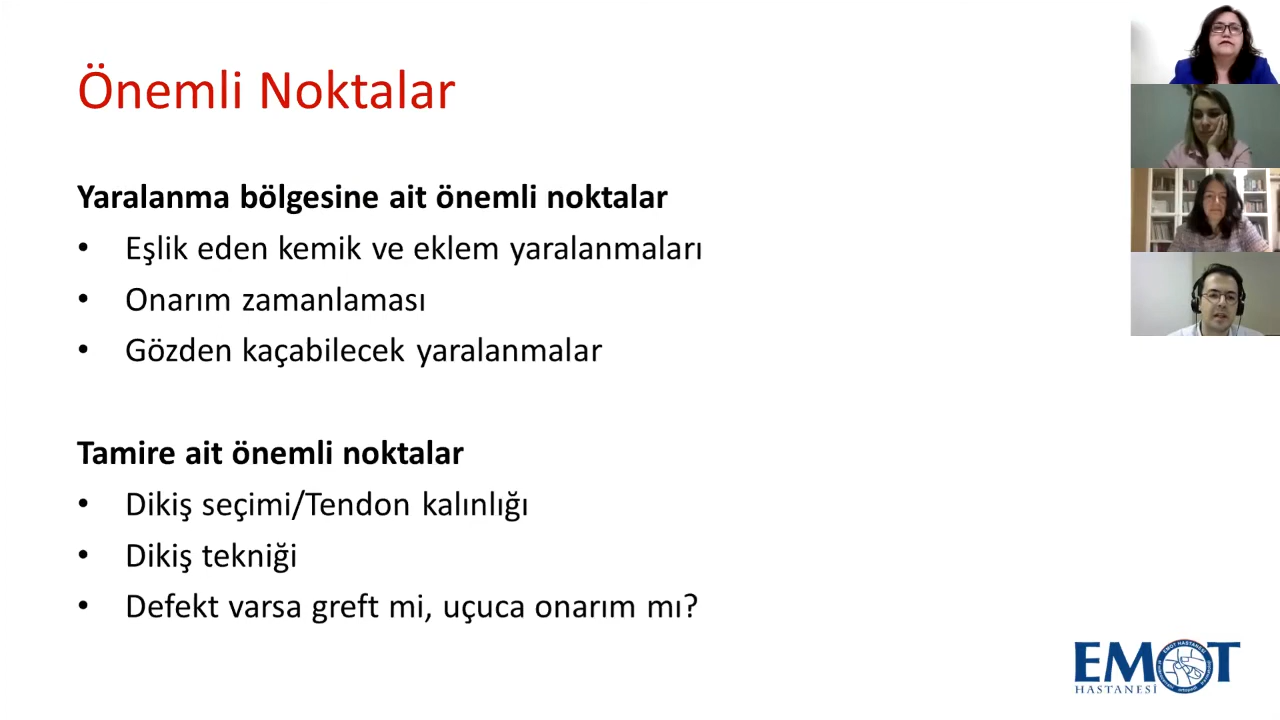 Önemli Noktalar
Yaralanma bölgesine ait önemli noktalar
• Eşlik eden kemik ve eklem yaralanmaları
• Onarım zamanlaması
• Gözden kaçabilecek yaralanmalar
Tamire ait önemli noktalar
• Dikiş seçimi/Tendon kalınlığı
• Dikiş tekniği
• Defekt varsa greft mi, uçuca onarım mı?
EMOT
HASTANESİ